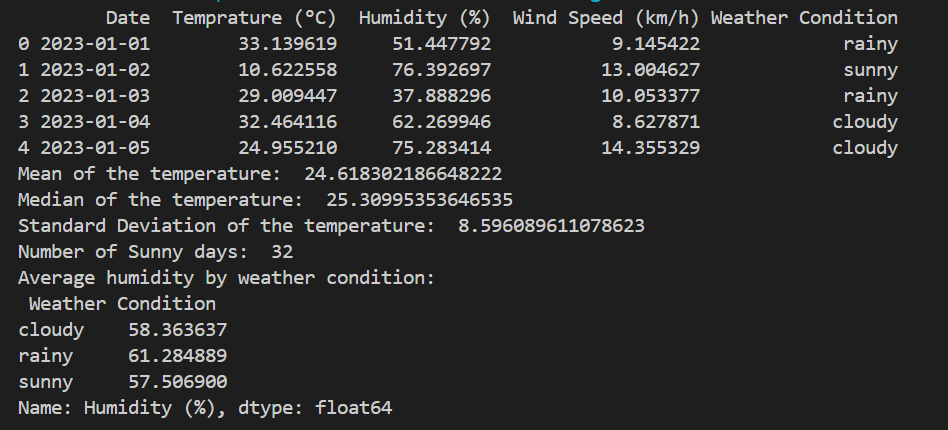 Date Temprature (°C) Humidity (%) Wind Speed (km/h) Weather Condition
0 2023-01-01 33.139619 51.447792 9.145422 rainy
1 2023-01-02 10.622558 76.392697 13.004627 sunny
2 2023-01-03 29.009447 37.888296 10.053377 rainy
3 2023-01-04 32.464116 62.269946 8.627871 cloudy
4 2023-01-05 24.955210 75.283414 14.355329 cloudy
Mean of the temperature: 24.618302186648222
Median of the temperature: 25.30995353646535
Standard Deviation of the temperature: 8.596089611078623
Number of Sunny days: 32
Average humidity by weather condition:
Weather Condition
cloudy 58.363637
rainy 61.284889
sunny 57.506900
Name: Humidity (%), dtype: float64